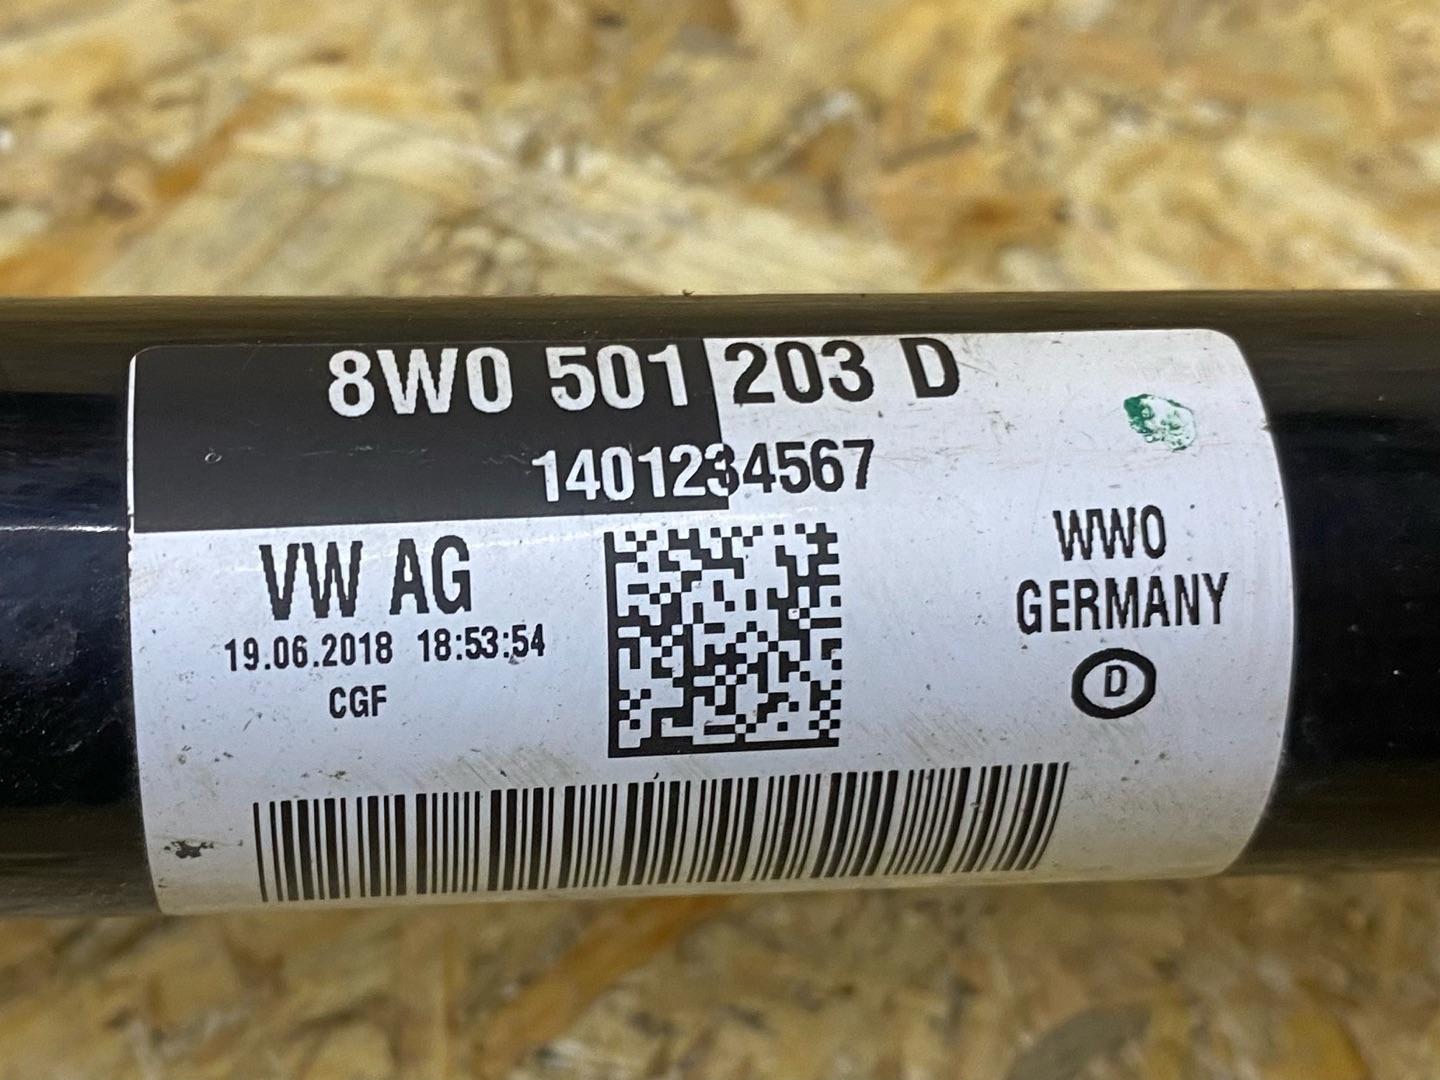 8W0 501 203 D
1401234567
VW AG
19.06.2018 18:53:54
CGF
WWO
GERMANY
D